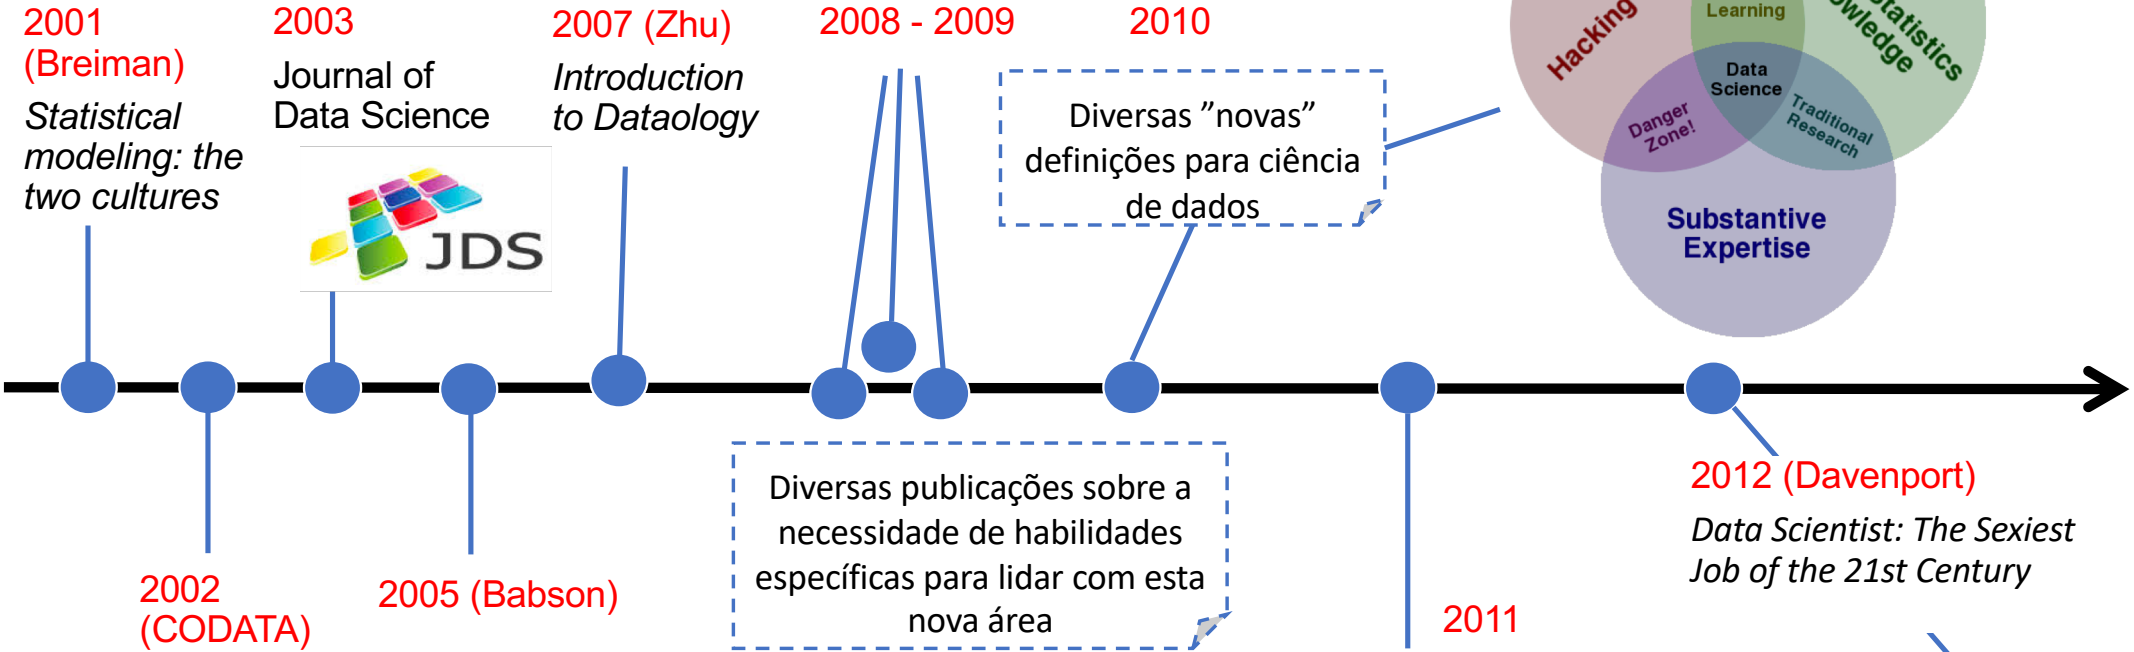 2001
(Breiman)
Statistical
modeling: the
two cultures
2003
Journal of
Data Science
JDS
2007 (Zhu)
Introduction
to Dataology
2008 - 2009
2010
Diversas ”novas”
definições para ciência
de dados
Hacking
Learning
Statistics
Data
Science
Danger
Zone!
Traditional
Research
Substantive
Expertise
2002
(CODATA)
2005 (Babson)
Diversas publicações sobre a
necessidade de habilidades
específicas para lidar com esta
nova área
2011
2012 (Davenport)
Data Scientist: The Sexiest
Job of the 21st Century